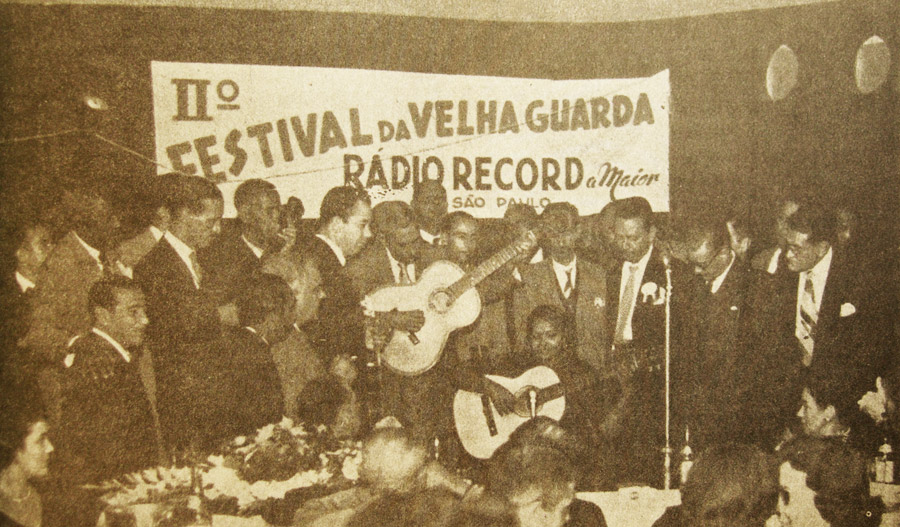 IIº
FESTIVAL DA VELHA GUARDA
RÁDIO RECORD a Maior
SÃO PAULO